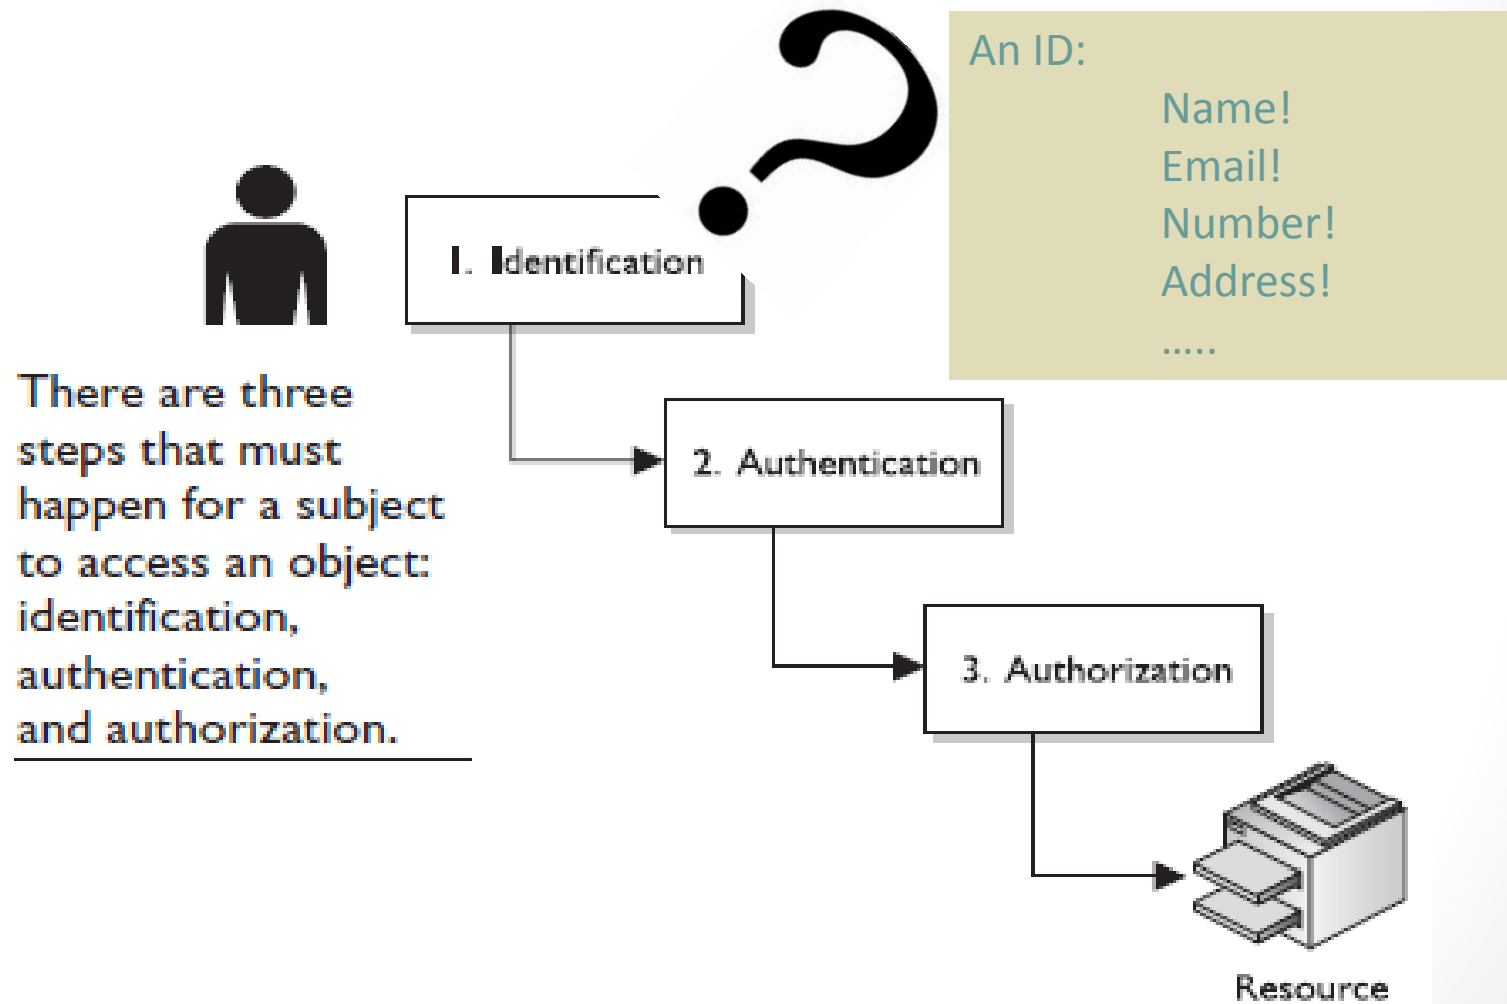 An ID:
Name!
Email!
Number!
Address!
.....
1. Identification
There are three
steps that must
happen for a subject
to access an object:
identification,
authentication,
and authorization.
2. Authentication
3. Authorization
Resource
?